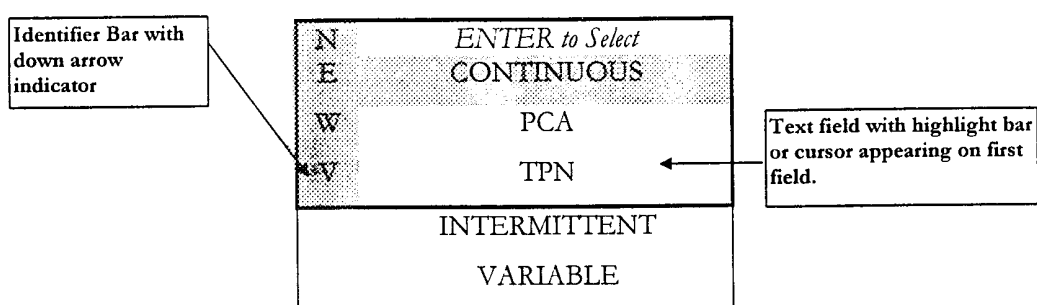 Identifier Bar with
down arrow
indicator
N ENTER to Select
E CONTINUOUS
W PCA
V TPN
INTERMITTENT
VARIABLE
Text field with highlight bar
or cursor appearing on first
field.